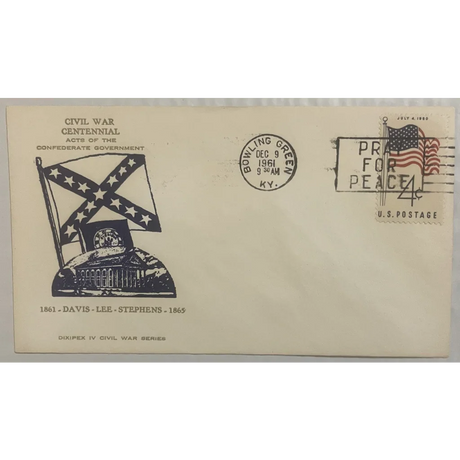 CIVIL WAR
CENTENNIAL
ACTS OF THE
CONFEDERATE GOVERNMENT
1861 - DAVIS - LEE - STEPHENS - 1865
DIXIPEX IV CIVIL WAR SERIES
BOWLING GREEN
DEC 9
1961
9 30 AM
KY.
PRAY
FOR
PEACE
JULY 4, 1960
4¢
U.S. POSTAGE